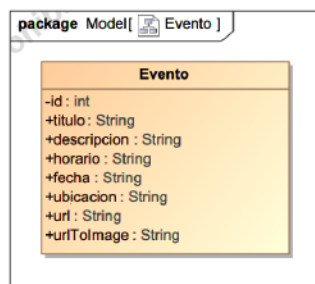 package Model[ Evento ]
Evento
-id : int
+titulo : String
+descripcion : String
+horario : String
+fecha : String
+ubicacion : String
+url : String
+urlToImage : String